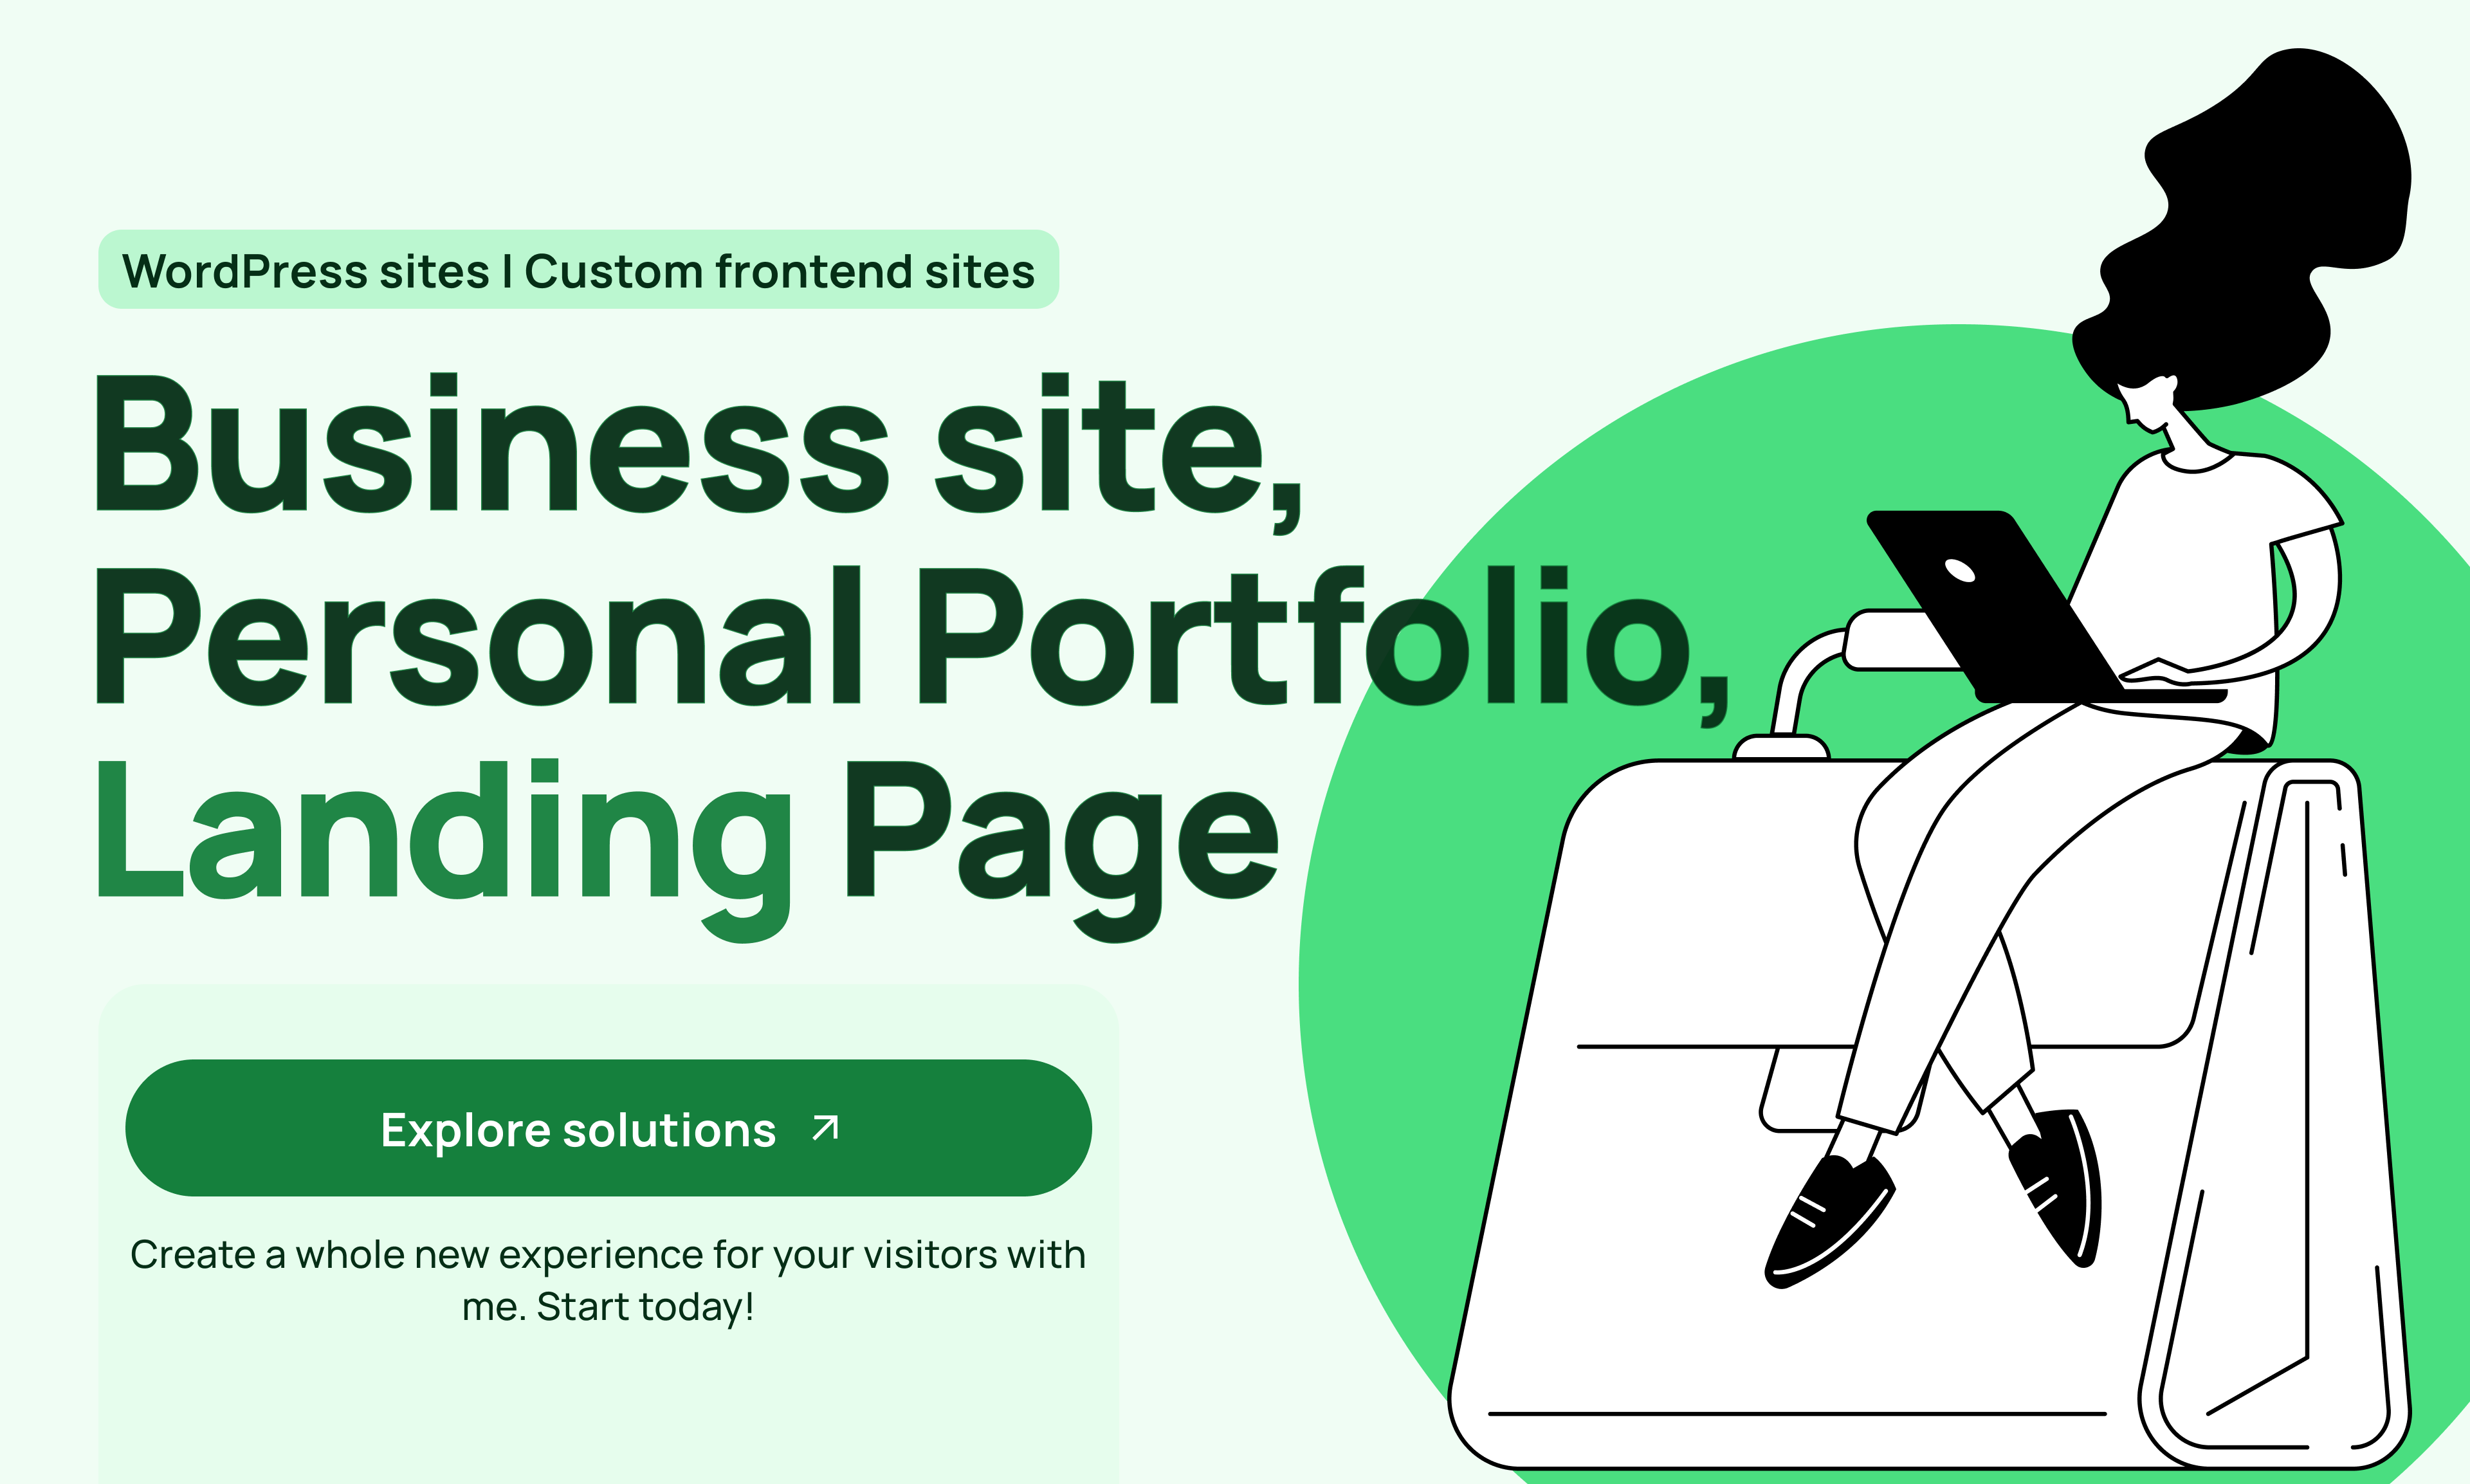 WordPress sites | Custom frontend sites
Business site,
Personal Portfolio,
Landing Page
Explore solutions
Create a whole new experience for your visitors with
me. Start today!